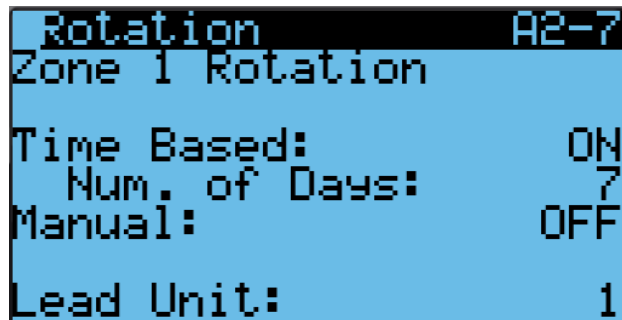 Rotation A2-7
Zone 1 Rotation
Time Based: ON
Num. of Days: 7
Manual: OFF
Lead Unit: 1